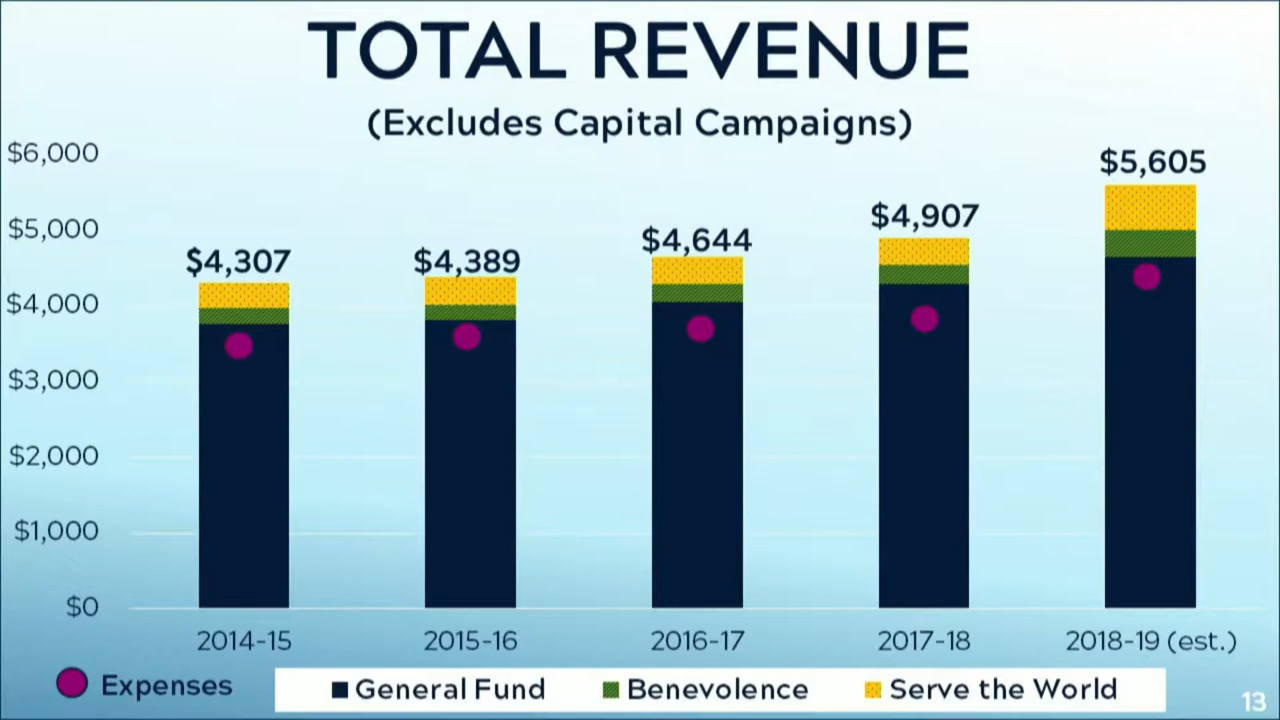 TOTAL REVENUE
(Excludes Capital Campaigns)
$6,000
$5,000
$4,000
$3,000
$2,000
$1,000
$0
$4,307
$4,389
$4,644
$4,907
$5,605
2014-15
2015-16
2016-17
2017-18
2018-19 (est.)
Expenses
General Fund
Benevolence
Serve the World
13